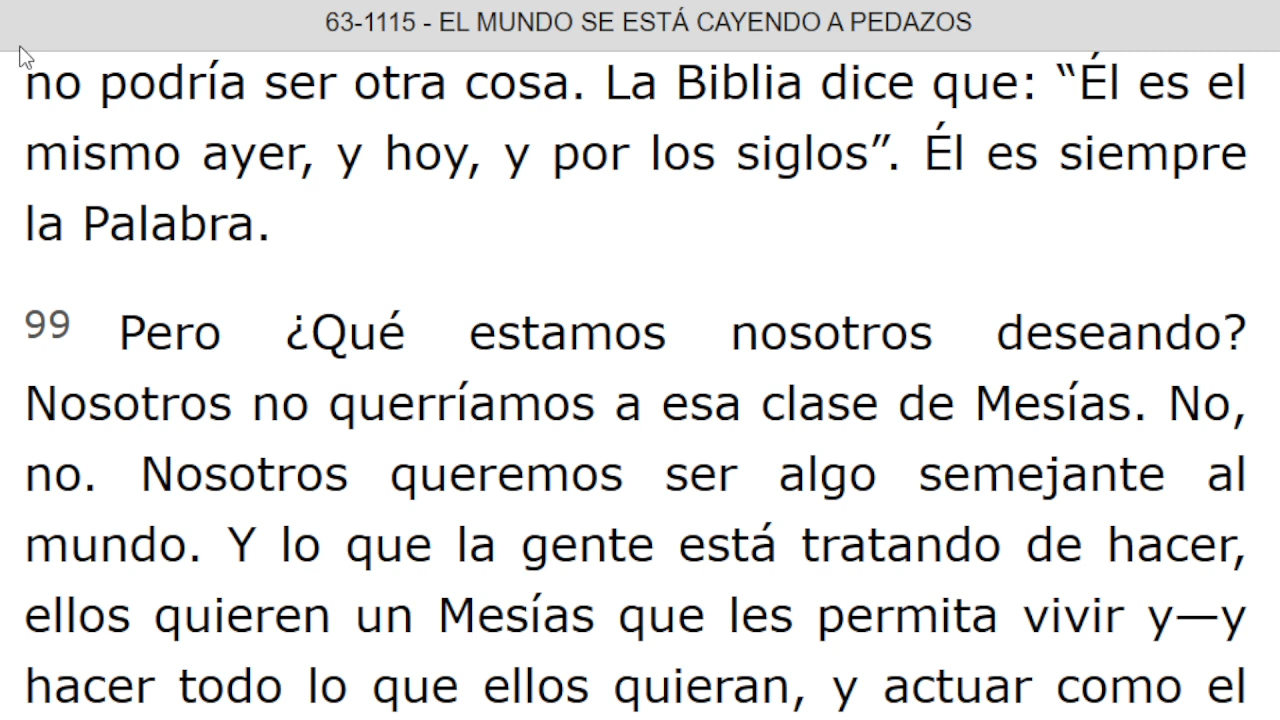 63-1115 - EL MUNDO SE ESTÁ CAYENDO A PEDAZOS
no podría ser otra cosa. La Biblia dice que: “Él es el
mismo ayer, y hoy, y por los siglos”. Él es siempre
la Palabra.
99 Pero ¿Qué estamos nosotros deseando?
Nosotros no querríamos a esa clase de Mesías. No,
no. Nosotros queremos ser algo semejante al
mundo. Y lo que la gente está tratando de hacer,
ellos quieren un Mesías que les permita vivir y—y
hacer todo lo que ellos quieran, y actuar como el